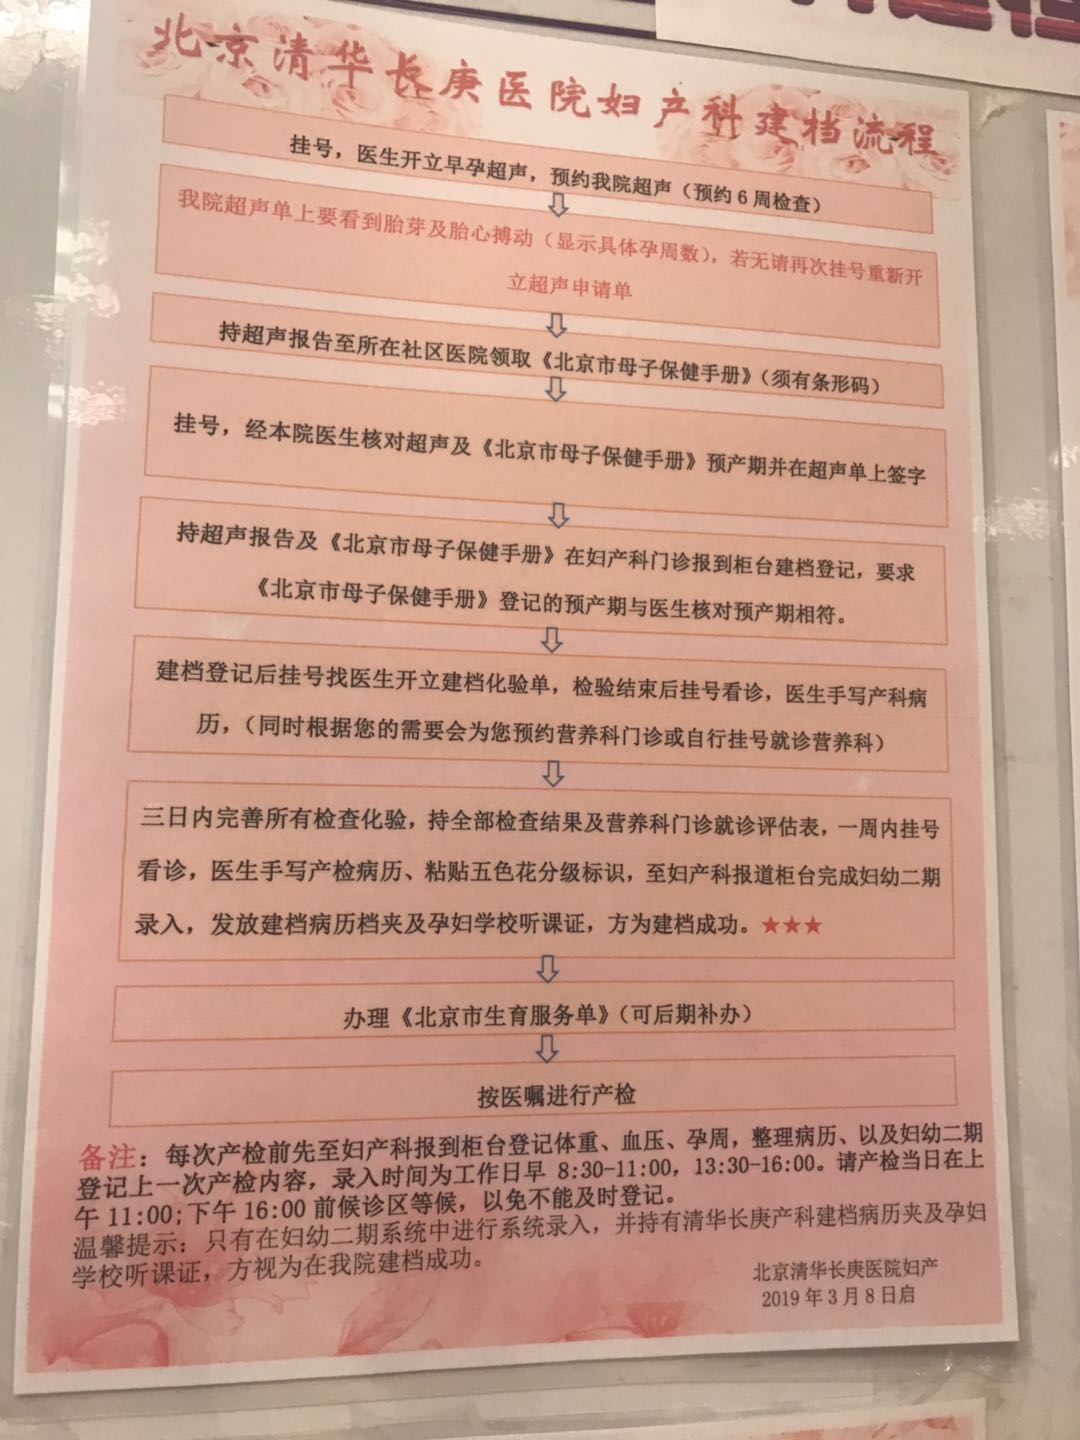 北京清华长庚医院妇产科建档流程
挂号，医生开立早孕超声，预约我院超声（预约6周检查）
我院超声单上要看到胎芽及胎心搏动（显示具体孕周数），若无请再次挂号重新开
立超声申请单
持超声报告至所在社区医院领取《北京市母子保健手册》（须有条形码）
挂号，经本院医生核对超声及《北京市母子保健手册》预产期并在超声单上签字
持超声报告及《北京市母子保健手册》在妇产科门诊报到柜台建档登记，要求
《北京市母子保健手册》登记的预产期与医生核对预产期相符。
建档登记后挂号找医生开立建档化验单，检验结束后挂号看诊，医生手写产科病
历，（同时根据您的需要会为您预约营养科门诊或自行挂号就诊营养科）
三日内完善所有检查化验，持全部检查结果及营养科门诊就诊评估表，一周内挂号
看诊，医生手写产检病历、粘贴五色花分级标识，至妇产科报道柜台完成妇幼二期
录入，发放建档病历档夹及孕妇学校听课证，方为建档成功。★★★
办理《北京市生育服务单》（可后期补办）
按医嘱进行产检
备注：每次产检前先至妇产科报到柜台登记体重、血压、孕周，整理病历、以及妇幼二期
登记上一次产检内容，录入时间为工作日早 8:30-11:00，13:30-16:00。请产检当日在上
午 11:00;下午 16:00 前候诊区等候，以免不能及时登记。
温馨提示：只有在妇幼二期系统中进行系统录入，并持有清华长庚产科建档病历夹及孕妇
学校听课证，方视为在我院建档成功。
北京清华长庚医院妇产
2019年3月8日启